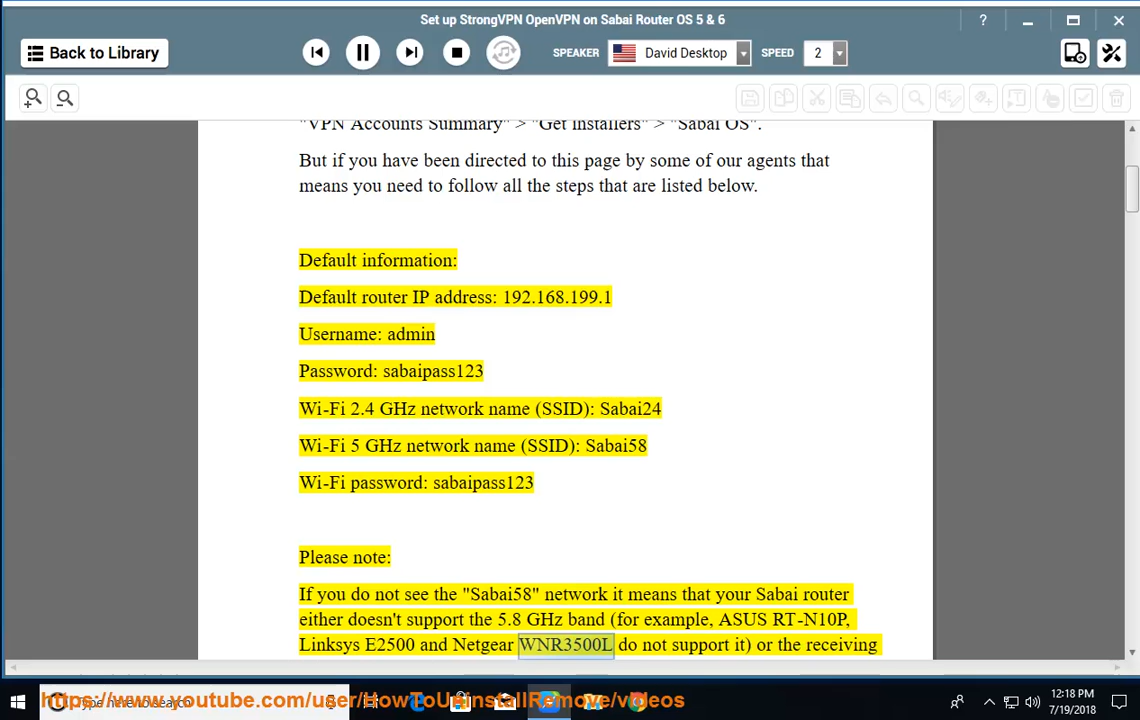 Set up StrongVPN OpenVPN on Sabai Router OS 5 & 6
Back to Library
SPEAKER
David Desktop
SPEED
2
"VPN Accounts Summary" > "Get Installers" > "Sabai OS".
But if you have been directed to this page by some of our agents that
means you need to follow all the steps that are listed below.
Default information:
Default router IP address: 192.168.199.1
Username: admin
Password: sabaipass123
Wi-Fi 2.4 GHz network name (SSID): Sabai24
Wi-Fi 5 GHz network name (SSID): Sabai58
Wi-Fi password: sabaipass123
Please note:
If you do not see the "Sabai58" network it means that your Sabai router
either doesn't support the 5.8 GHz band (for example, ASUS RT-N10P,
Linksys E2500 and Netgear WNR3500L do not support it) or the receiving
https://www.youtube.com/user/HowToUninstallRemove/videos
Type here to search
12:18 PM
7/19/2018